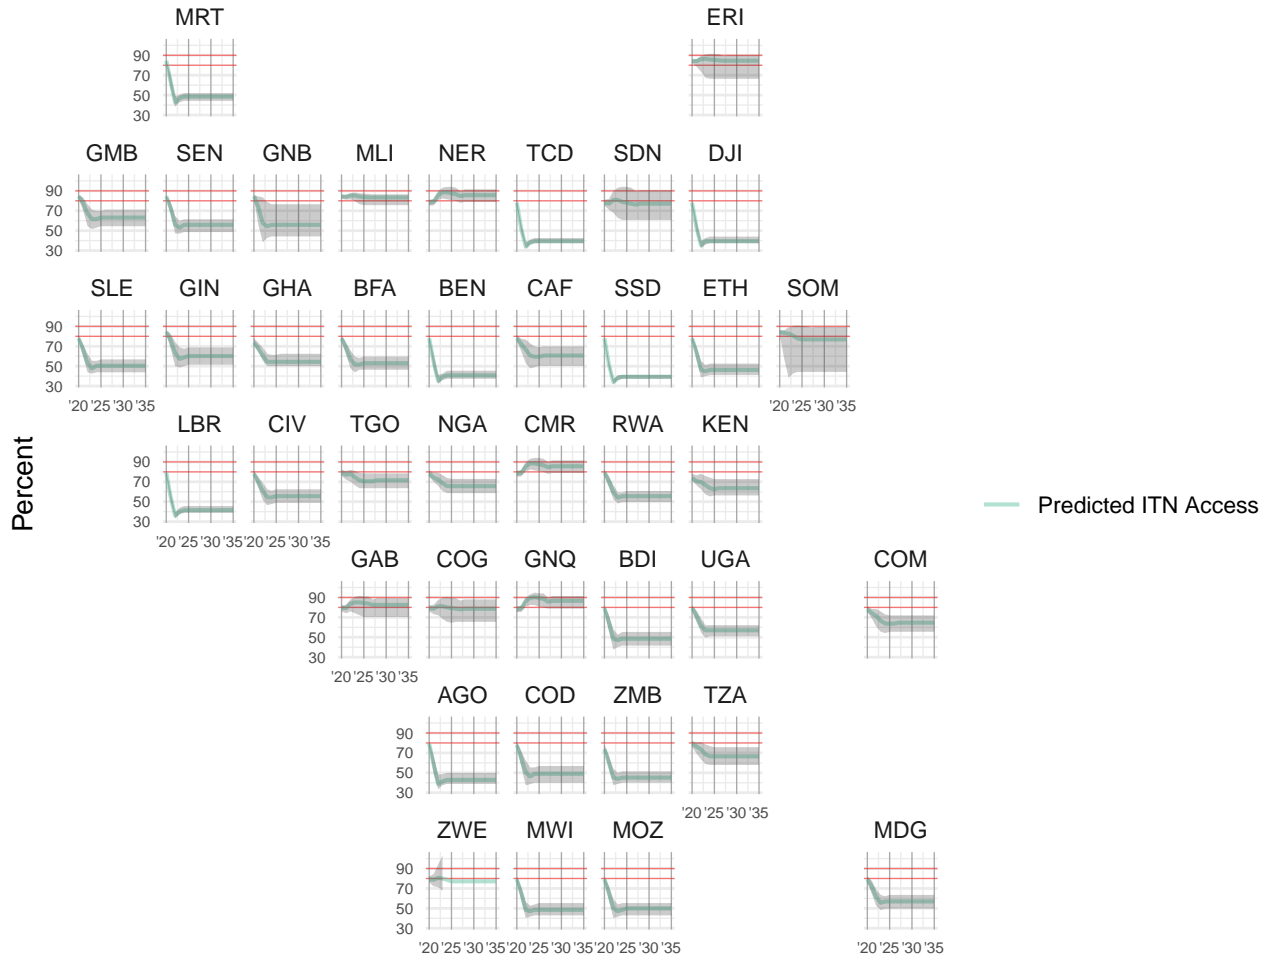 MRT ERI
90
70
50
30
GMB SEN GNB MLI NER TCD SDN DJI
90
70
50
30
SLE GIN GHA BFA BEN CAF SSD ETH SOM
90
70
50
30
'20 '25 '30 '35 '20 '25 '30 '35
LBR CIV TGO NGA CMR RWA KEN
90
70
50
30
'20 '25 '30 '35 '20 '25 '30 '35
Percent
Predicted ITN Access
GAB COG GNQ BDI UGA COM
90
70
50
30
'20 '25 '30 '35
AGO COD ZMB TZA
90
70
50
30
'20 '25 '30 '35
ZWE MWI MOZ MDG
90
70
50
30
'20 '25 '30 '35 '20 '25 '30 '35 '20 '25 '30 '35 '20 '25 '30 '35